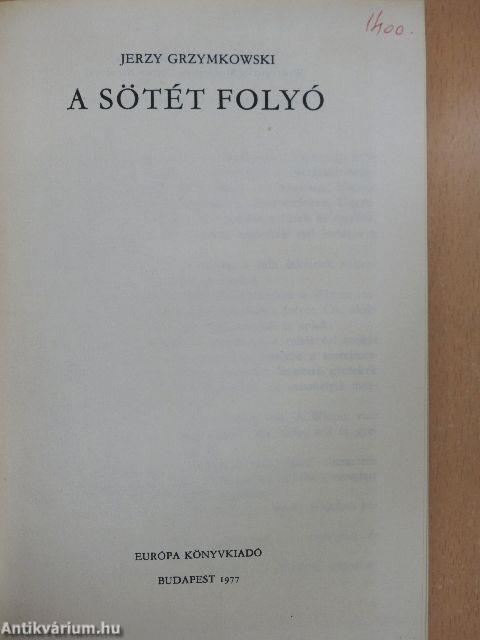 1400.
JERZY GRZYMKOWSKI
A SÖTÉT FOLYÓ
EURÓPA KÖNYVKIADÓ
BUDAPEST 1977
Antikvárium.hu